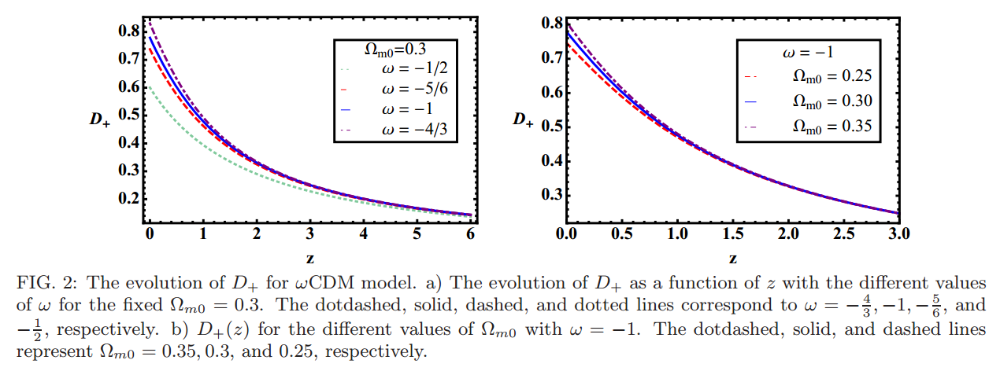 0.8
0.7
0.6
0.5
0.4
0.3
0.2
D+
0 1 2 3 4 5 6
z
Ωm0=0.3
ω = −1/2
ω = −5/6
ω = −1
ω = −4/3
0.8
0.7
0.6
0.5
0.4
0.3
D+
0.0 0.5 1.0 1.5 2.0 2.5 3.0
z
ω = −1
Ωm0 = 0.25
Ωm0 = 0.30
Ωm0 = 0.35
FIG. 2: The evolution of D+ for ωCDM model. a) The evolution of D+ as a function of z with the different values
of ω for the fixed Ωm0 = 0.3. The dotdashed, solid, dashed, and dotted lines correspond to ω = −4/3, −1, −5/6, and
−1/2, respectively. b) D+(z) for the different values of Ωm0 with ω = −1. The dotdashed, solid, and dashed lines
represent Ωm0 = 0.35, 0.3, and 0.25, respectively.